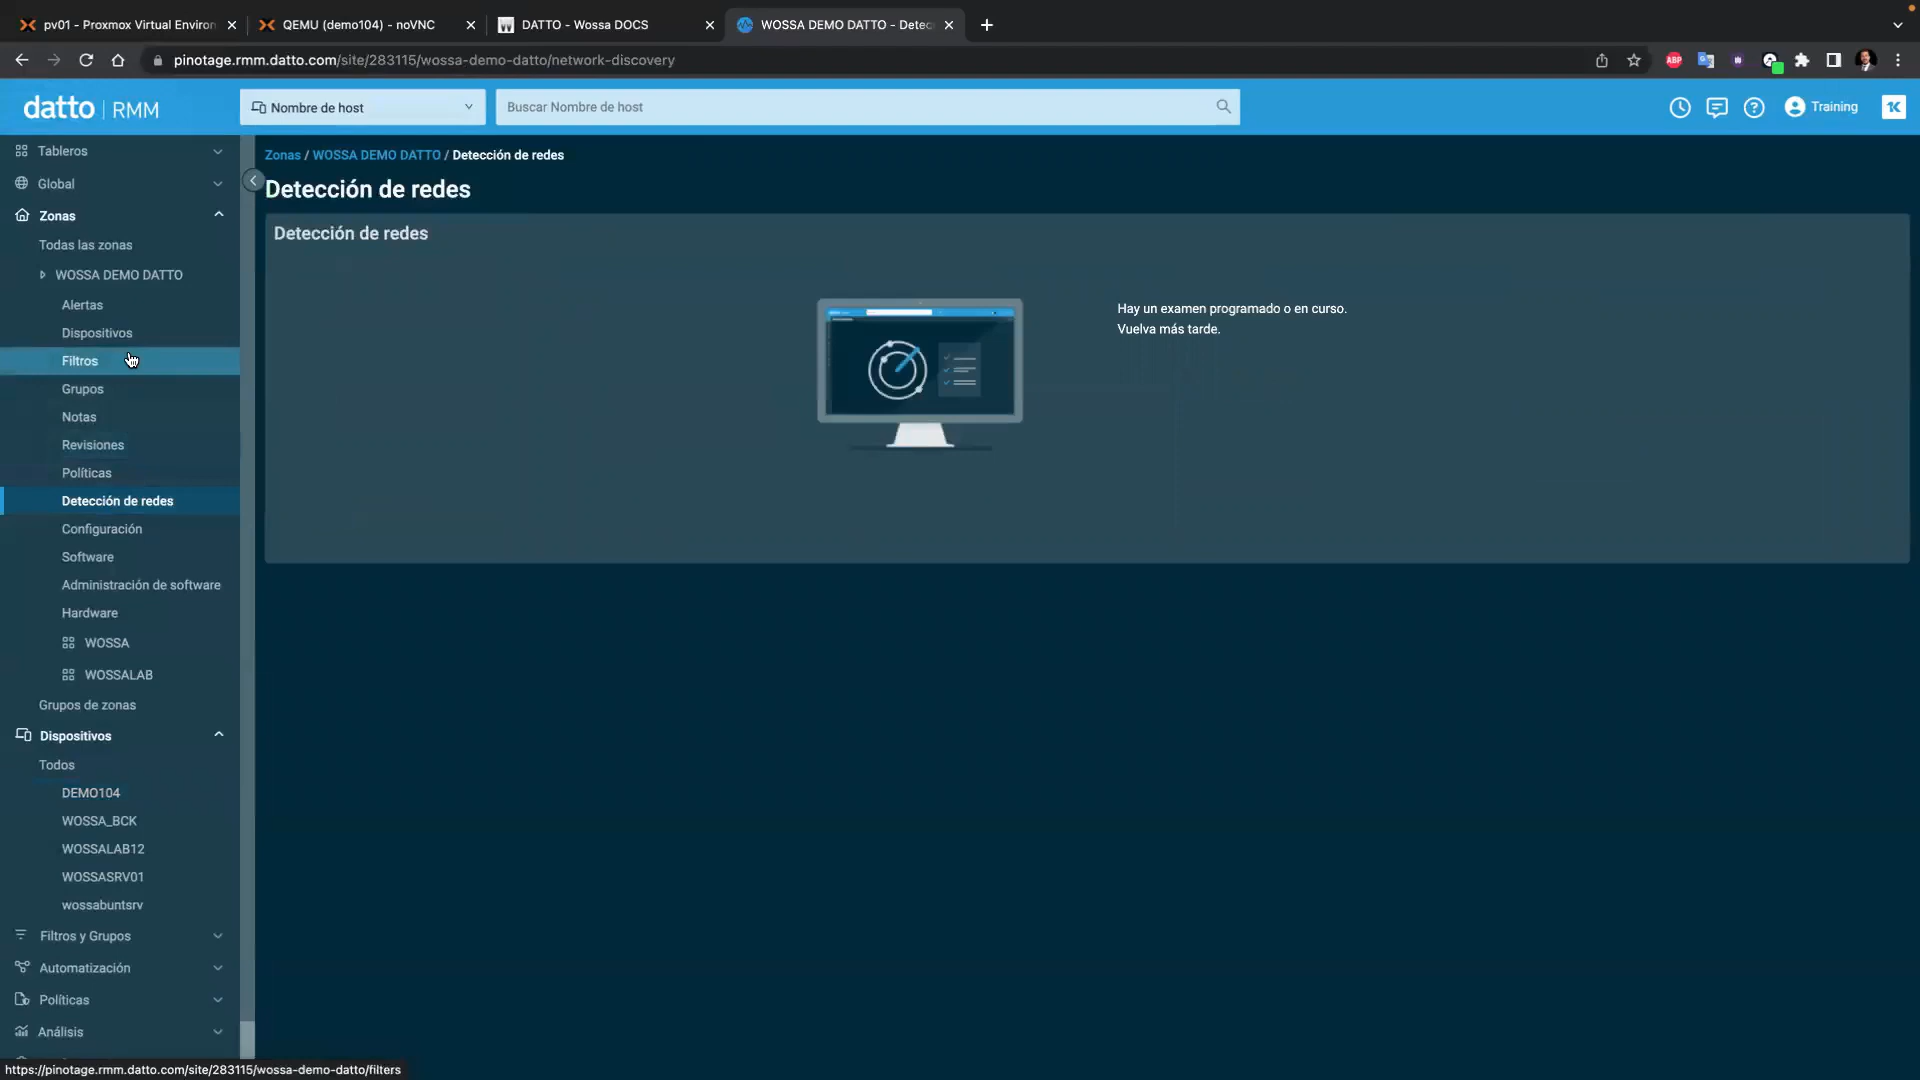 pv01 - Proxmox Virtual Environ
QEMU (demo104) - noVNC
DATTO - Wossa DOCS
WOSSA DEMO DATTO - Detec
pinotage.rmm.datto.com/site/283115/wossa-demo-datto/network-discovery
ABP
datto | RMM
Nombre de host
Buscar Nombre de host
Training
Tableros
Global
Zonas
Todas las zonas
WOSSA DEMO DATTO
Alertas
Dispositivos
Filtros
Grupos
Notas
Revisiones
Políticas
Detección de redes
Configuración
Software
Administración de software
Hardware
WOSSA
WOSSALAB
Grupos de zonas
Dispositivos
Todos
DEMO104
WOSSA_BCK
WOSSALAB12
WOSSASRV01
wossabuntsrv
Filtros y Grupos
Automatización
Políticas
Análisis
Zonas / WOSSA DEMO DATTO / Detección de redes
Detección de redes
Detección de redes
Hay un examen programado o en curso.
Vuelva más tarde.
https://pinotage.rmm.datto.com/site/283115/wossa-demo-datto/filters